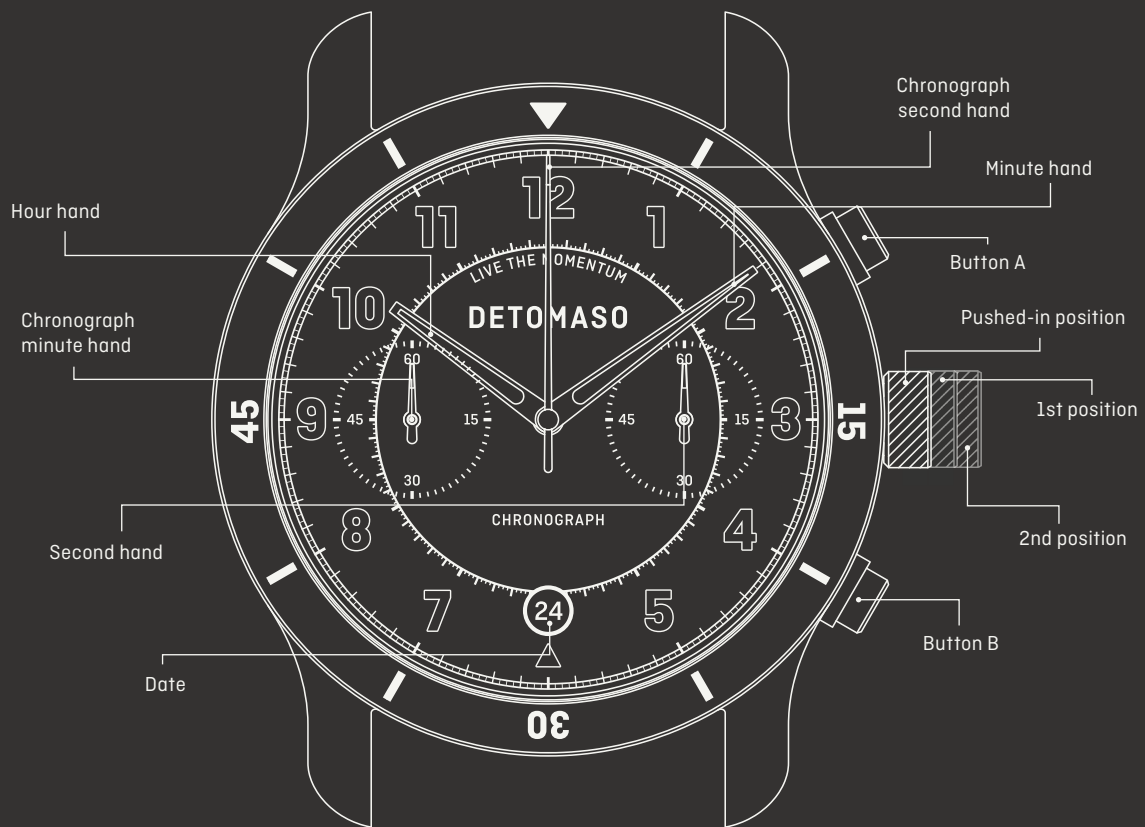 Chronograph
second hand
Minute hand
Hour hand
Button A
Chronograph
minute hand
Pushed-in position
1st position
2nd position
Second hand
Button B
Date
12
1
2
3
4
5
7
8
9
10
11
LIVE THE MOMENTUM
DETOMASO
60
45 15
30
60
45 15
30
CHRONOGRAPH
24
45
15
30